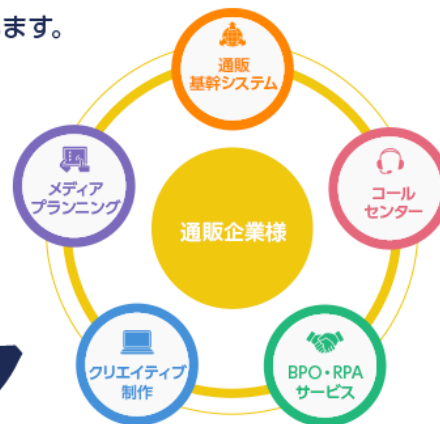 ます。
通販
基幹システム
メディア
プランニング
コール
センター
通販企業様
クリエイティブ
制作
BPO・RPA
サービス